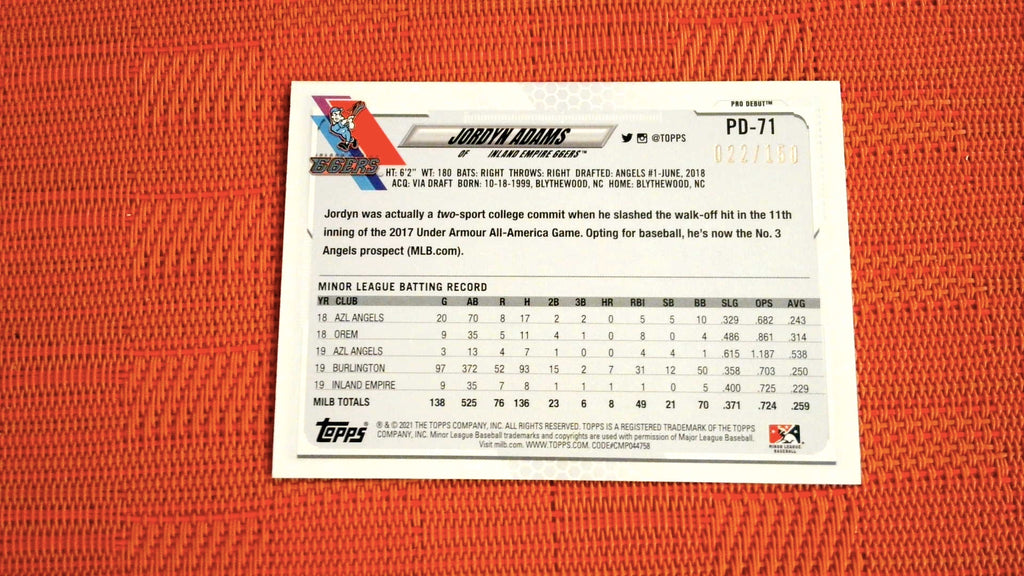 PRO DEBUT™
PD-71
022/150
66ERS
JORDYN ADAMS
OF INLAND EMPIRE 66ERS™
@TOPPS
HT: 6'2" WT: 180 BATS: RIGHT THROWS: RIGHT DRAFTED: ANGELS #1-JUNE, 2018
ACQ: VIA DRAFT BORN: 10-18-1999, BLYTHEWOOD, NC HOME: BLYTHEWOOD, NC
Jordyn was actually a two-sport college commit when he slashed the walk-off hit in the 11th
inning of the 2017 Under Armour All-America Game. Opting for baseball, he's now the No. 3
Angels prospect (MLB.com).
MINOR LEAGUE BATTING RECORD
YR CLUB G AB R H 2B 3B HR RBI SB BB SLG OPS AVG
18 AZL ANGELS 20 70 8 17 2 2 0 5 5 10 .329 .682 .243
18 OREM 9 35 5 11 4 1 0 8 0 4 .486 .861 .314
19 AZL ANGELS 3 13 4 7 1 0 0 4 4 1 .615 1.187 .538
19 BURLINGTON 97 372 52 93 15 2 7 31 12 50 .358 .703 .250
19 INLAND EMPIRE 9 35 7 8 1 1 1 1 0 5 .400 .725 .229
MILB TOTALS 138 525 76 136 23 6 8 49 21 70 .371 .724 .259
Topps®
® & © 2021 THE TOPPS COMPANY, INC. ALL RIGHTS RESERVED. TOPPS IS A REGISTERED TRADEMARK OF THE TOPPS
COMPANY, INC. Minor League Baseball trademarks and copyrights are used with permission of Major League Baseball.
Visit milb.com. WWW.TOPPS.COM. CODE#CMP044758
MINOR LEAGUE
BASEBALL